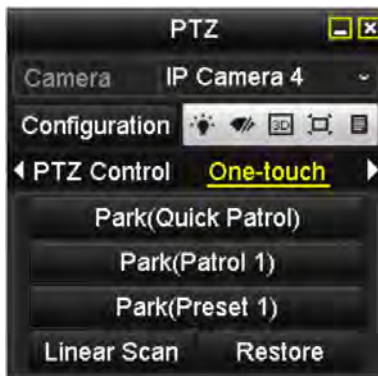 PTZ
Camera IP Camera 4
Configuration 3D
PTZ Control One-touch
Park(Quick Patrol)
Park(Patrol 1)
Park(Preset 1)
Linear Scan Restore